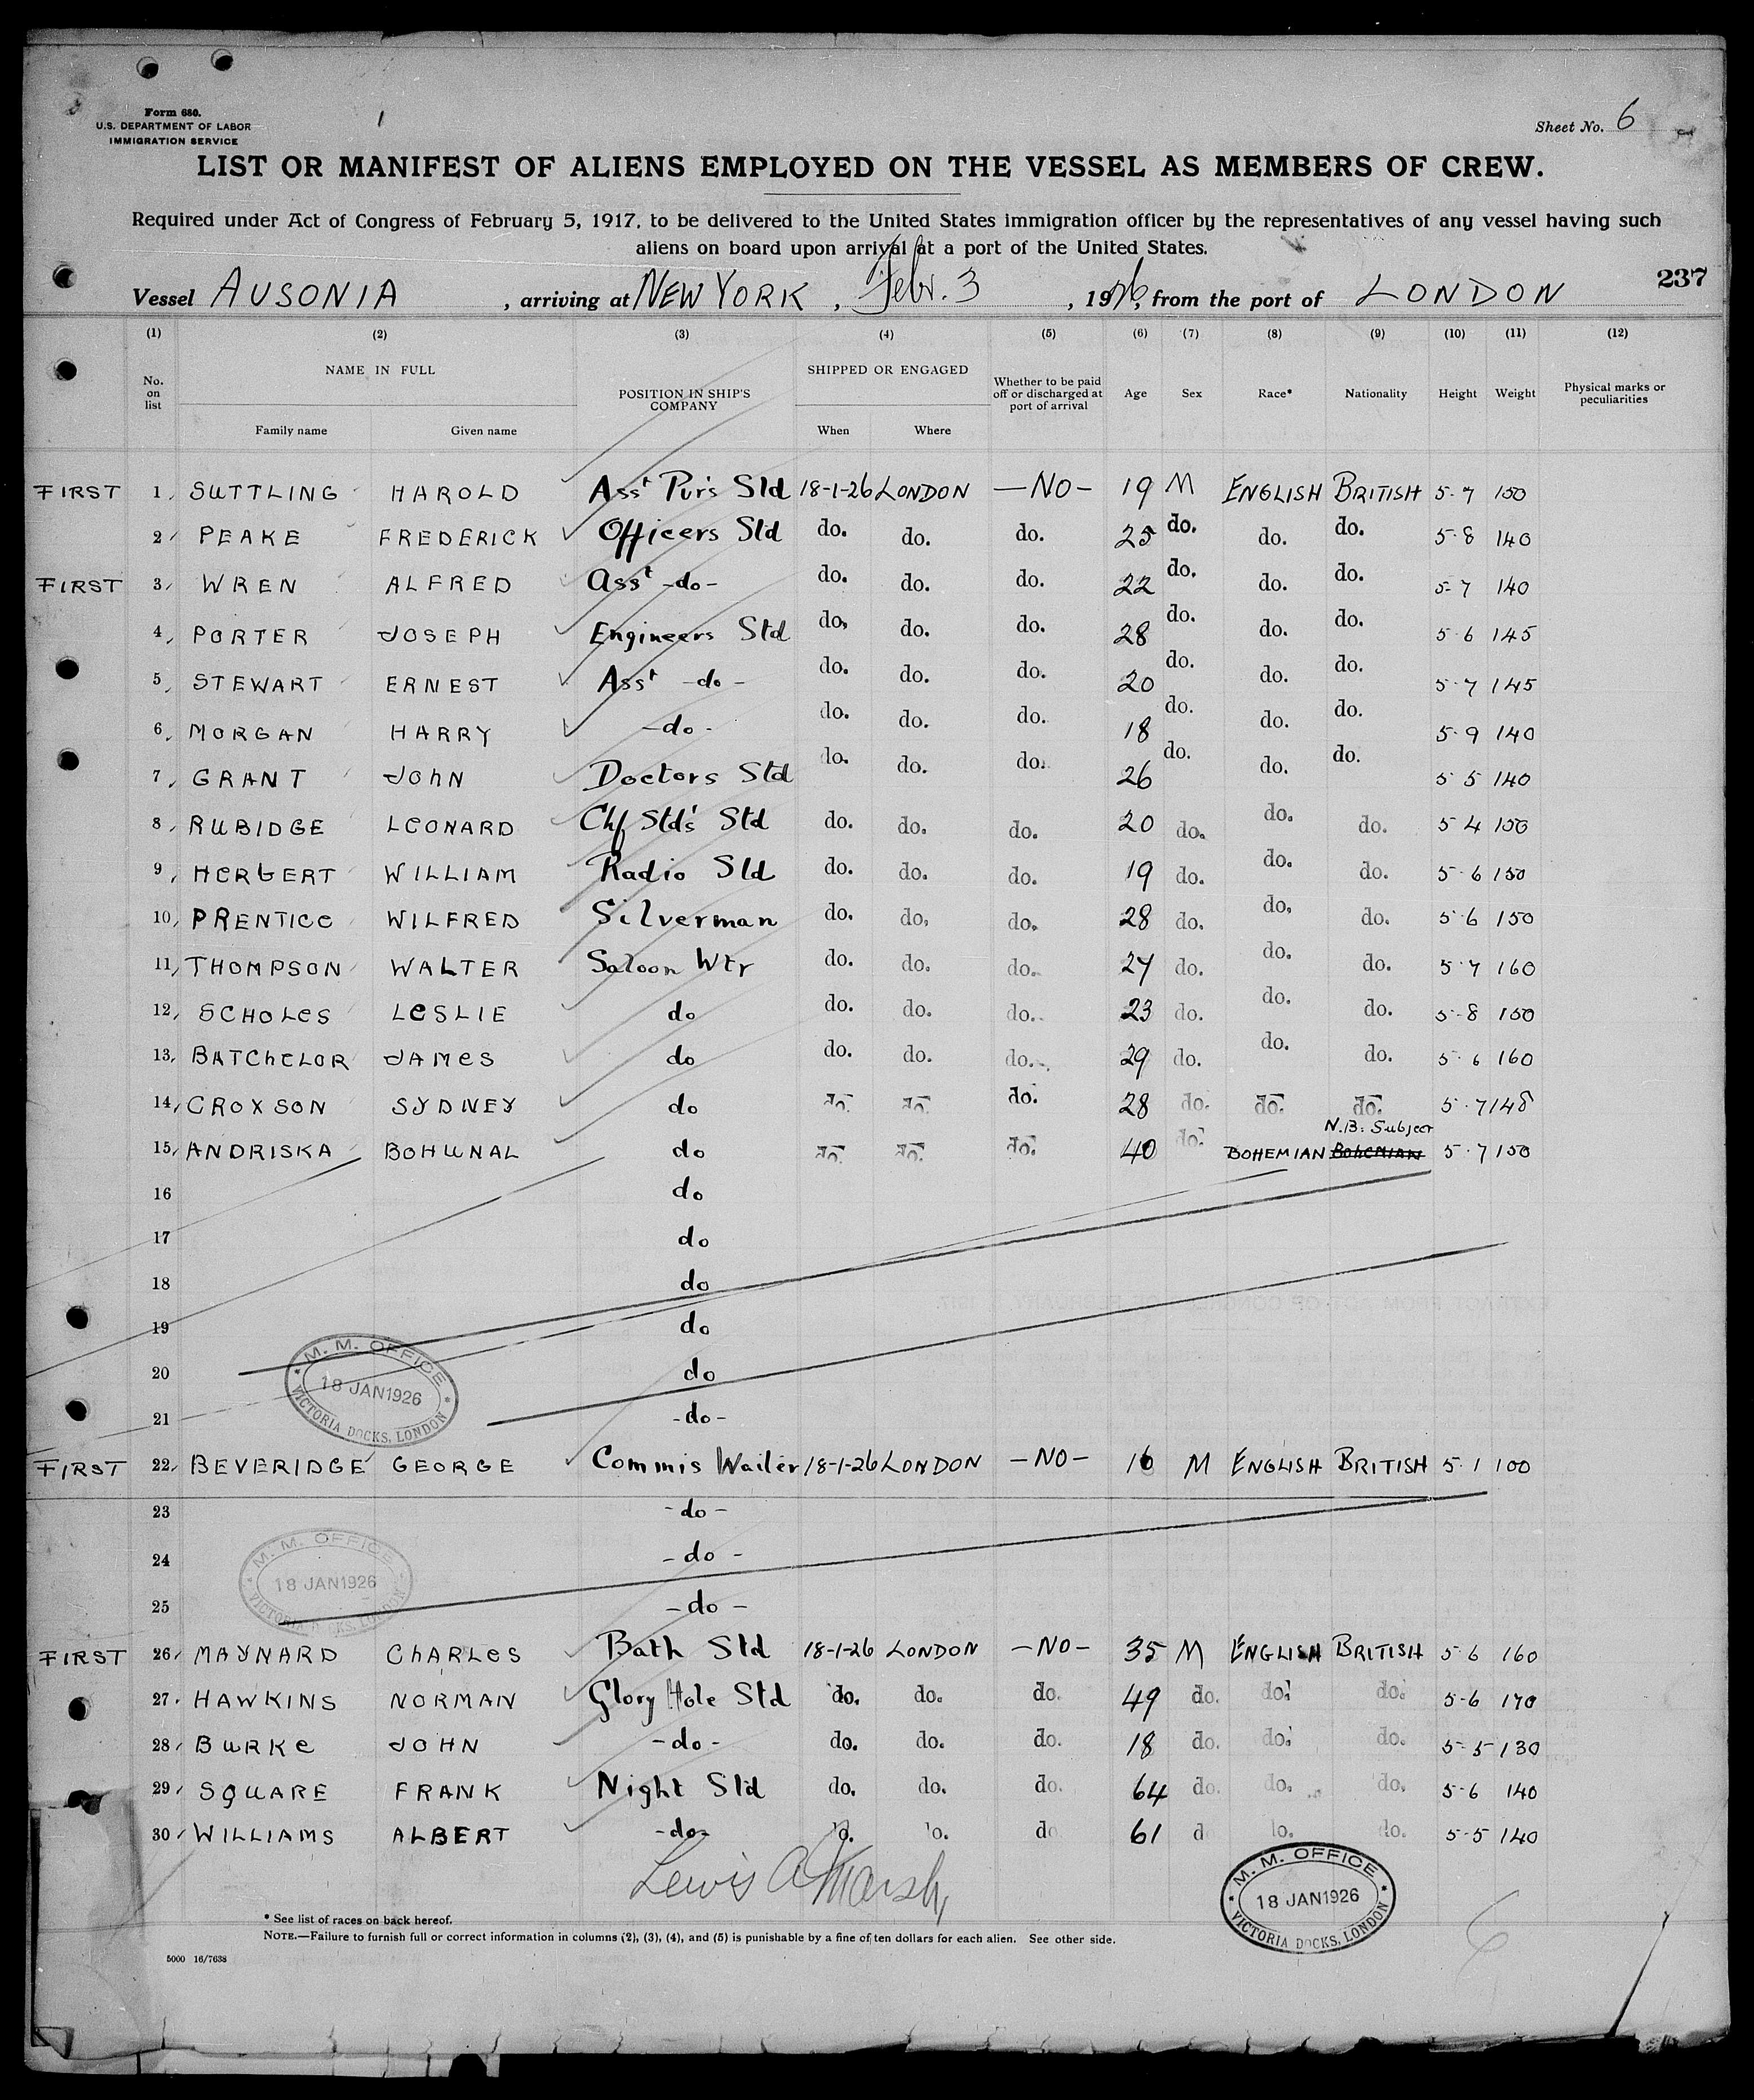 Form 680.
U.S. DEPARTMENT OF LABOR
IMMIGRATION SERVICE
Sheet No. 6
LIST OR MANIFEST OF ALIENS EMPLOYED ON THE VESSEL AS MEMBERS OF CREW.
Required under Act of Congress of February 5, 1917, to be delivered to the United States immigration officer by the representatives of any vessel having such
aliens on board upon arrival at a port of the United States.
237
Vessel AUSONIA, arriving at NEW YORK, Febr. 3, 1926, from the port of LONDON
(1) (2) (3) (4) (5) (6) (7) (8) (9) (10) (11) (12)
No. on list NAME IN FULL Family name Given name POSITION IN SHIP'S COMPANY SHIPPED OR ENGAGED When Where Whether to be paid off or discharged at port of arrival Age Sex Race* Nationality Height Weight Physical marks or peculiarities
FIRST 1, SUTTLING HAROLD Asst Pur's Std 18-1-26 LONDON —NO— 19 M ENGLISH BRITISH 5·7 150
2 PEAKE FREDERICK Officers Std do. do. do. 25 do. do. do. 5·8 140
FIRST 3, WREN ALFRED Asst -do- do. do. do. 22 do. do. do. 5-7 140
4, PORTER JOSEPH Engineers Std do, do. do. 28 do. do. do. 5 6 145
5, STEWART ERNEST Asst -do- do. do. do. 20 do. do. do. 5·7 145
6, MORGAN HARRY -do- do. do. do. 18 do. do. do. 5·9 140
7, GRANT JOHN Doctors Std do. do. do. 26 do. do. do. 5 5 140
8, RUBIDGE LEONARD Chf Std's Std do. do. do. 20 do. do. do. 5 4 150
9, HERBERT WILLIAM Radio Std do. do. do. 19 do. do. do. 5·6 150
10, PRENTICE WILFRED Silverman do. do, do. 28 do. do, do. 5·6 150
11, THOMPSON WALTER Saloon Wtr do. do. do. 27 do. do. do. 5·7 160
12, SCHOLES LESLIE do do. do. do. 23 do. do. do. 5-8 150
13, BATCHELOR JAMES do do. do. do. 29 do. do. do. 5·6 160
14, CROXSON SYDNEY do do. do. do. 28 do. do. do. 5·7 148
N.B: Subject
15, ANDRISKA BOHUNAL do do. do. do. 40 do. BOHEMIAN BOHEMIAN 5·7 150
16 do
17 do
18 do
19 do
20 do
21 -do-
M. M. OFFICE
18 JAN 1926
VICTORIA DOCKS, LONDON
FIRST 22, BEVERIDGE GEORGE Commis Waiter 18-1-26 LONDON —NO— 16 M ENGLISH BRITISH 5·1 100
23 -do-
24 -do-
25 -do-
M. M. OFFICE
18 JAN 1926
VICTORIA DOCKS, LONDON
FIRST 26, MAYNARD CHARLES Bath Std 18-1-26 LONDON —NO— 35 M ENGLISH BRITISH 5·6 160
27. HAWKINS NORMAN Glory Hole Std do. do. do. 49 do. do. do. 5-6 170
28, BURKE JOHN -do- do. do. do. 18 do. do. do. 5-5 130
29, SQUARE FRANK Night Std do. do. do. 64 do. do. do. 5-6 140
30, WILLIAMS ALBERT -do- do. do. do 61 d do. do. 5-5 140
Lewis A Marsh
M. M. OFFICE
18 JAN 1926
VICTORIA DOCKS, LONDON
6
* See list of races on back hereof.
NOTE.—Failure to furnish full or correct information in columns (2), (3), (4), and (5) is punishable by a fine of ten dollars for each alien. See other side.
5000 16/7638